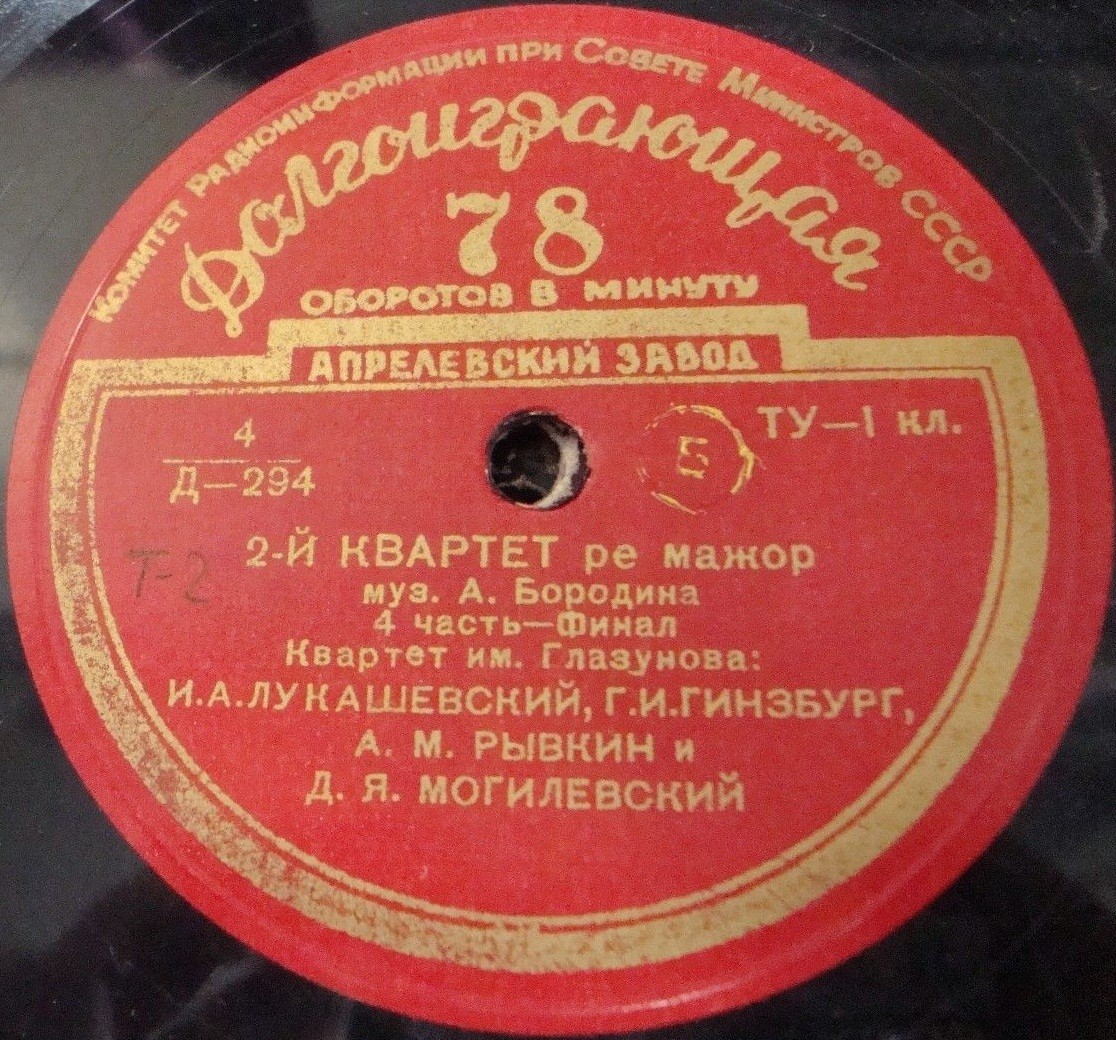 КОМИТЕТ РАДИОИНФОРМАЦИИ ПРИ СОВЕТЕ МИНИСТРОВ СССР
Долгоиграющая
78
ОБОРОТОВ В МИНУТУ
АПРЕЛЕВСКИЙ ЗАВОД
ТУ—I кл.
4
Д—294
Б
Т-2
2-Й КВАРТЕТ ре мажор
муз. А. Бородина
4 часть—Финал
Квартет им. Глазунова:
И.А.ЛУКАШЕВСКИЙ, Г.И.ГИНЗБУРГ,
А. М. РЫВКИН и
Д. Я. МОГИЛЕВСКИЙ